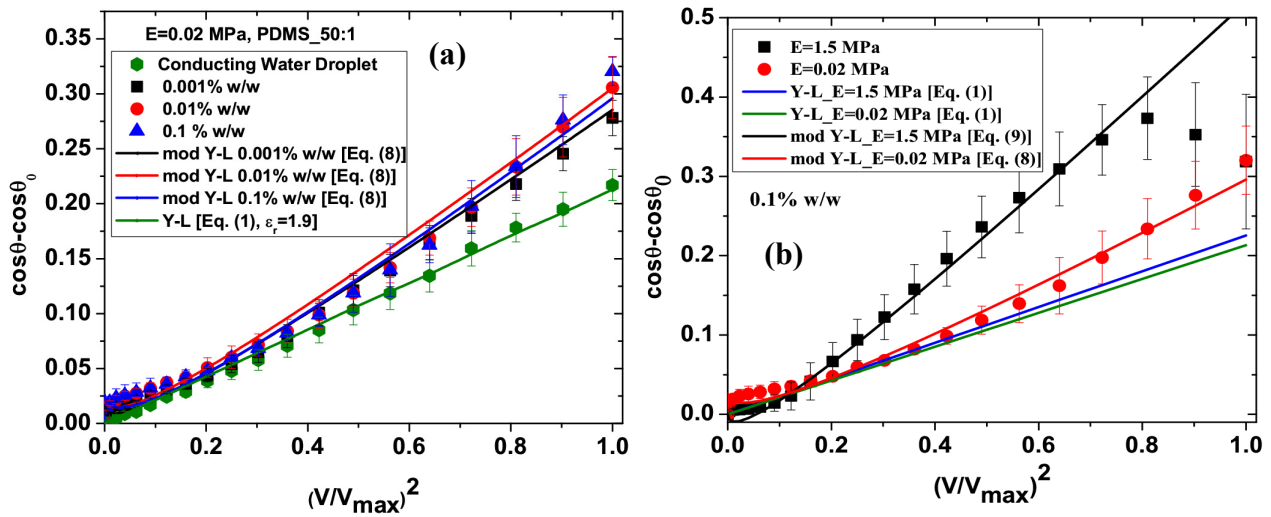 E=0.02 MPa, PDMS_50:1
(a)
Conducting Water Droplet
0.001% w/w
0.01% w/w
0.1 % w/w
mod Y-L 0.001% w/w [Eq. (8)]
mod Y-L 0.01% w/w [Eq. (8)]
mod Y-L 0.1% w/w [Eq. (8)]
Y-L [Eq. (1), εr=1.9]
0.35
0.30
0.25
0.20
0.15
0.10
0.05
0.00
cosθ-cosθ0
0.0 0.2 0.4 0.6 0.8 1.0
(V/Vmax)2
E=1.5 MPa
E=0.02 MPa
Y-L_E=1.5 MPa [Eq. (1)]
Y-L_E=0.02 MPa [Eq. (1)]
mod Y-L_E=1.5 MPa [Eq. (9)]
mod Y-L_E=0.02 MPa [Eq. (8)]
0.1% w/w
(b)
0.5
0.4
0.3
0.2
0.1
0.0
cosθ-cosθ0
0.0 0.2 0.4 0.6 0.8 1.0
(V/Vmax)2